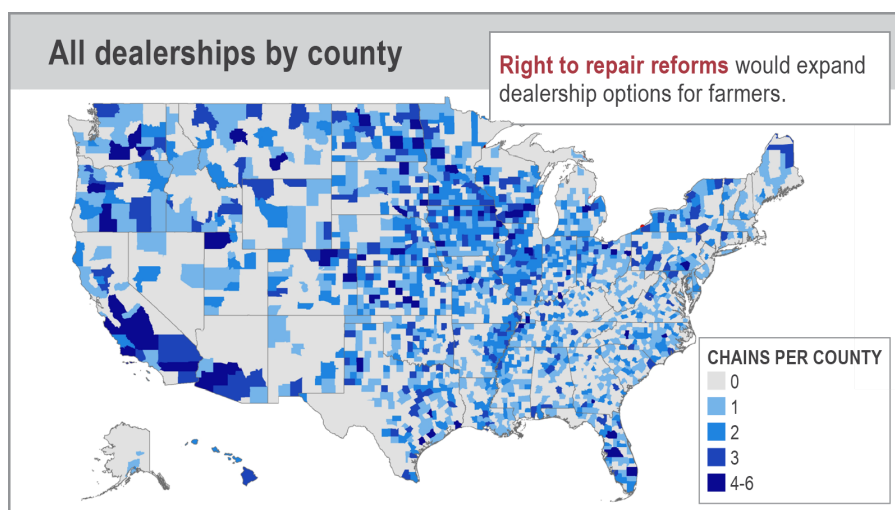 All dealerships by county
Right to repair reforms would expand
dealership options for farmers.
CHAINS PER COUNTY
0
1
2
3
4-6